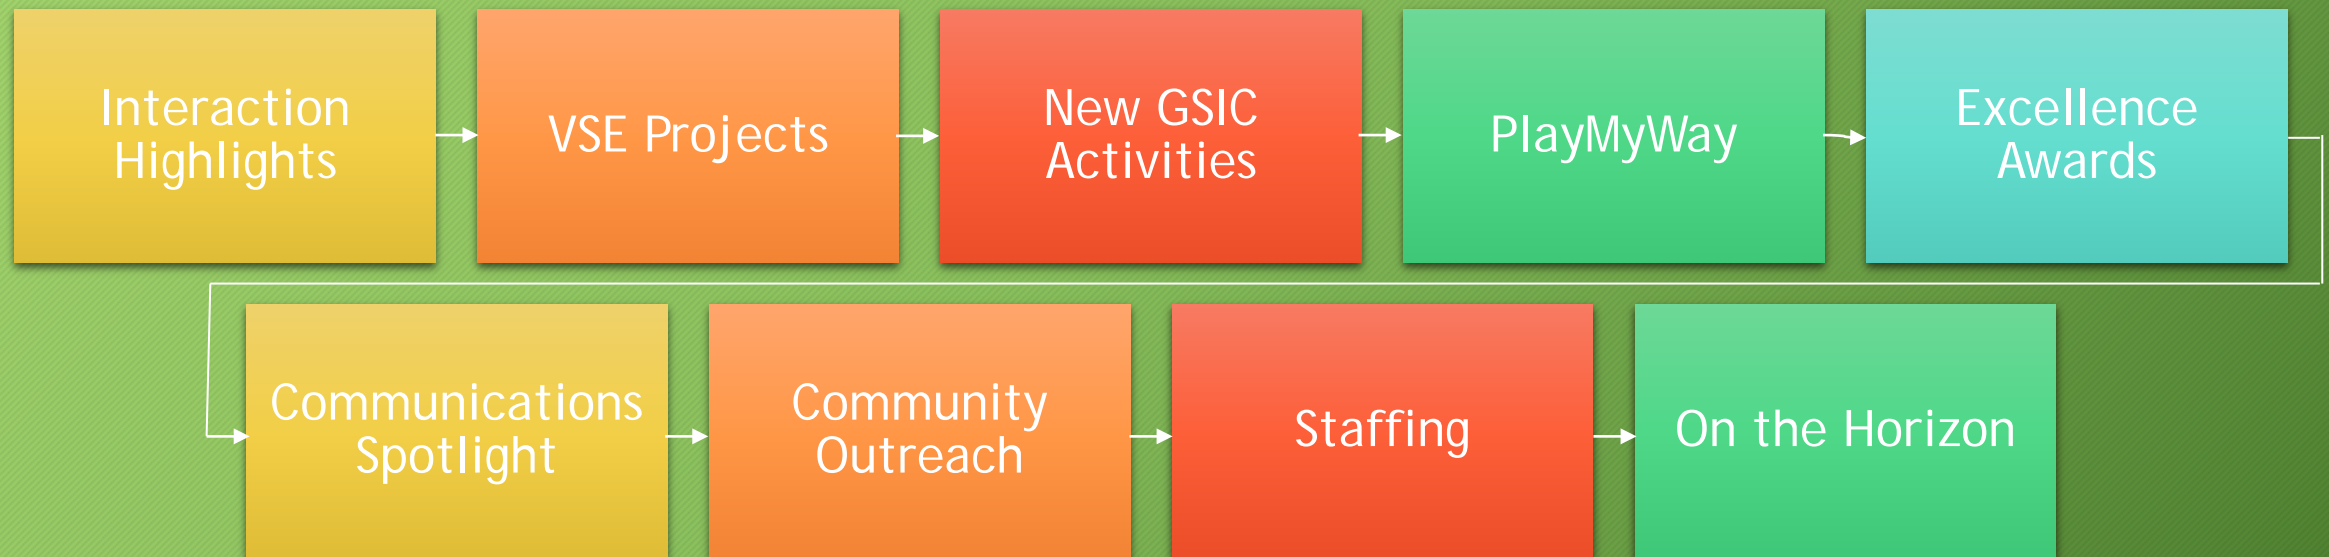 Interaction
Highlights
VSE Projects
New GSIC
Activities
PlayMyWay
Excellence
Awards
Communications
Spotlight
Community
Outreach
Staffing
On the Horizon